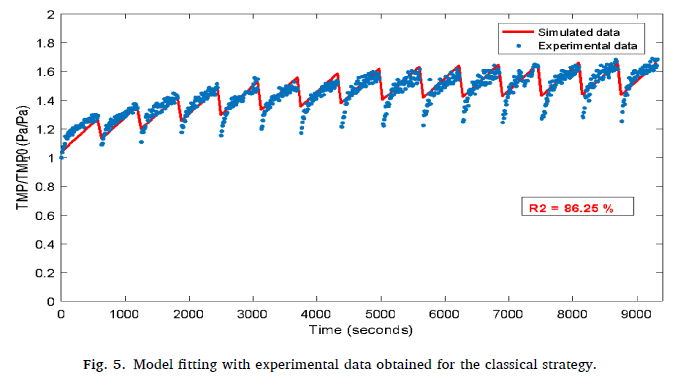 2
1.8
1.6
1.4
1.2
1
0.8
0.6
0.4
0.2
0
TMP/TMP0 (Pa/Pa)
Simulated data
Experimental data
R2 = 86.25 %
0 1000 2000 3000 4000 5000 6000 7000 8000 9000
Time (seconds)
Fig. 5. Model fitting with experimental data obtained for the classical strategy.